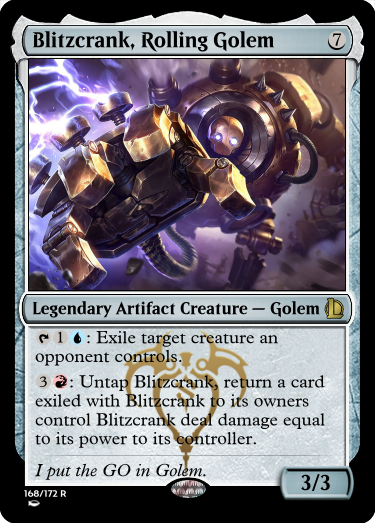 Blitzcrank, Rolling Golem 7
Legendary Artifact Creature — Golem
1: Exile target creature an
opponent controls.
3: Untap Blitzcrank, return a card
exiled with Blitzcrank to its owners
control Blitzcrank deal damage equal
to its power to its controller.
I put the GO in Golem.
3/3
168/172 R